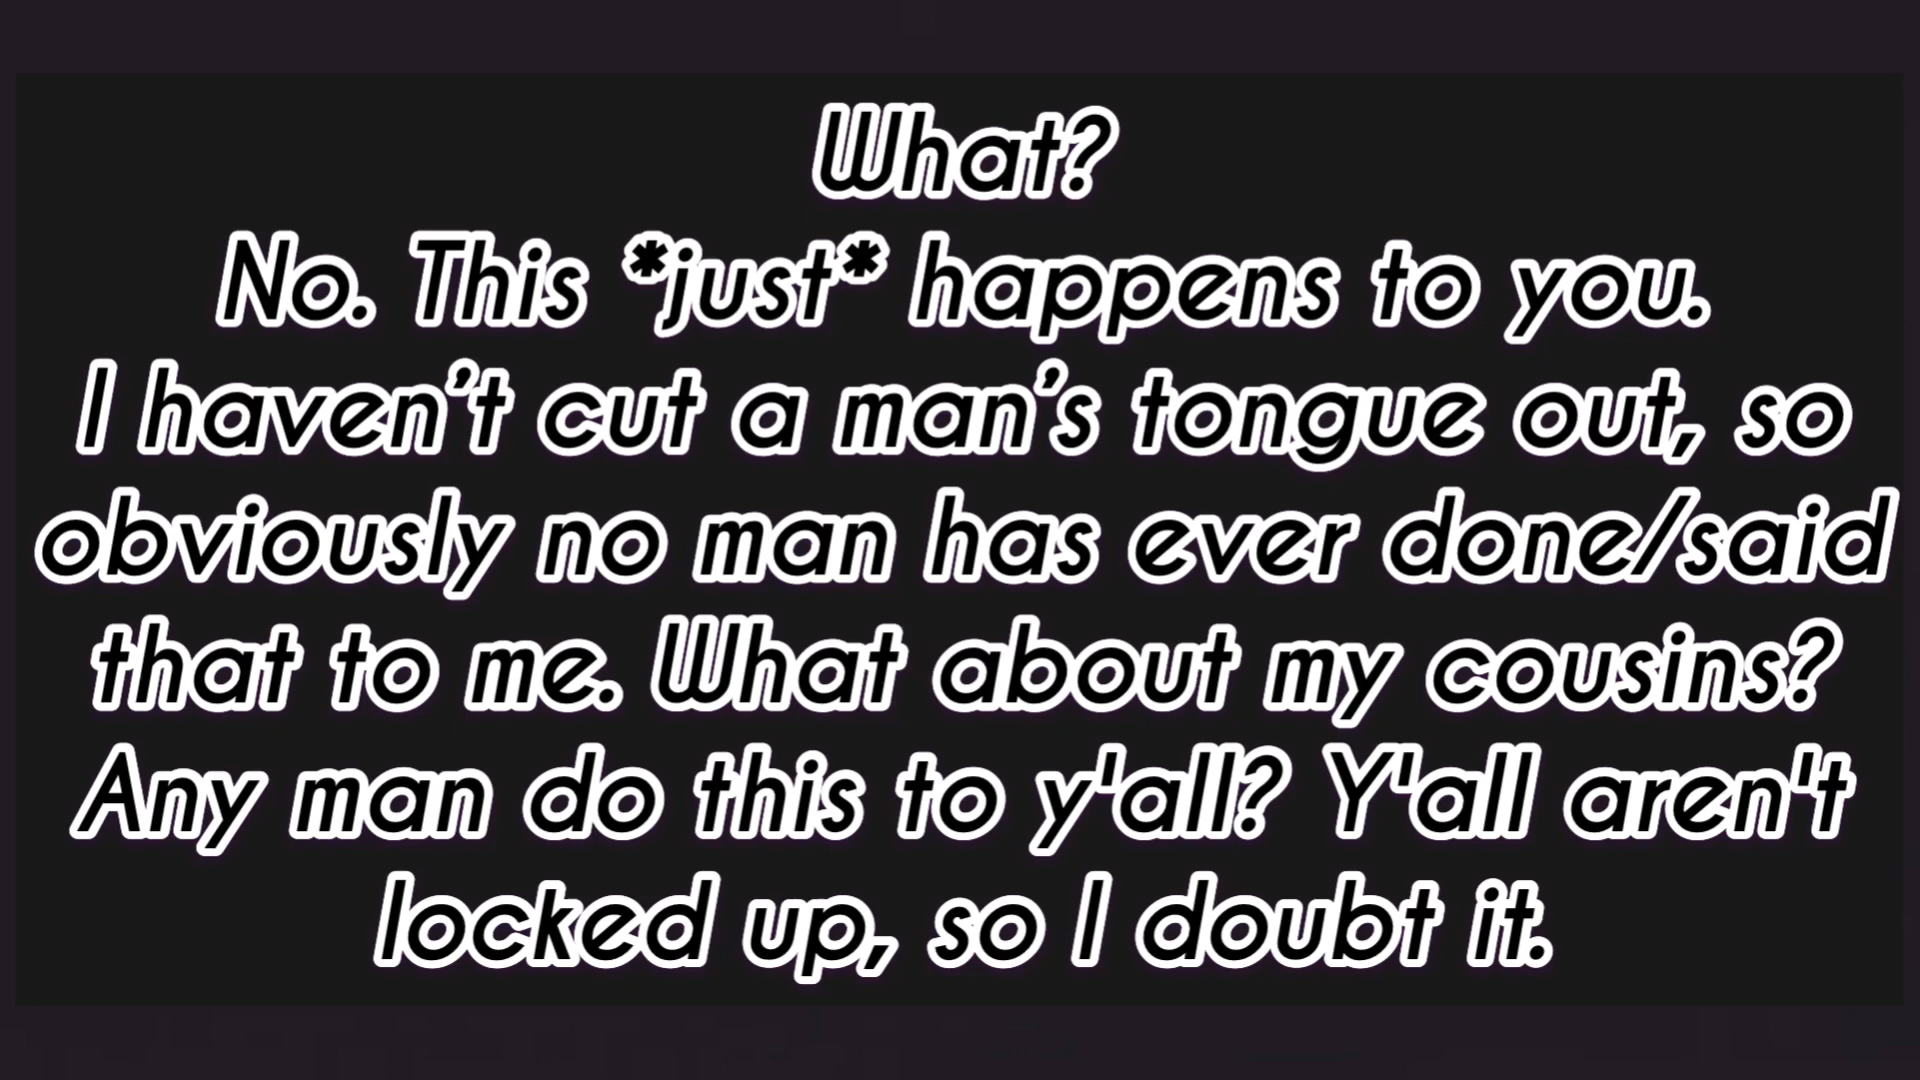 What?
No. This *just* happens to you.
I haven’t cut a man’s tongue out, so
obviously no man has ever done/said
that to me. What about my cousins?
Any man do this to y'all? Y'all aren't
locked up, so I doubt it.